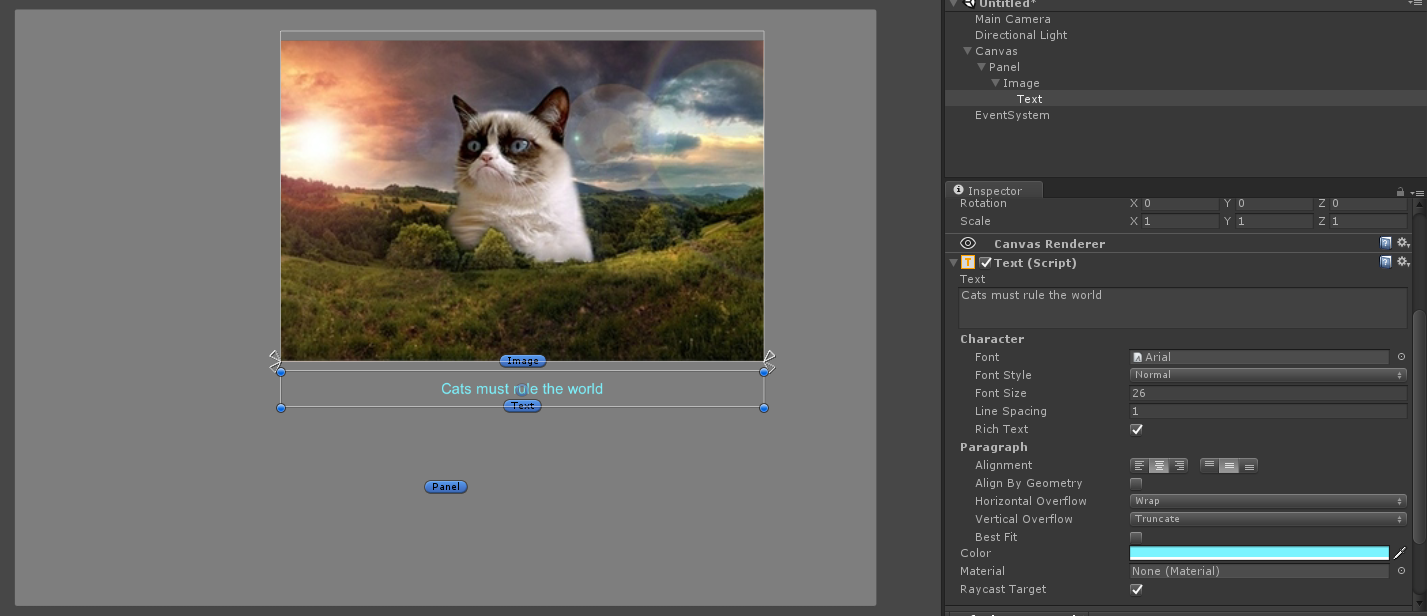 Untitled*
Main Camera
Directional Light
Canvas
Panel
Image
Text
EventSystem
Inspector
Rotation X 0 Y 0 Z 0
Scale X 1 Y 1 Z 1
Canvas Renderer
Text (Script)
Text
Cats must rule the world
Character
Font Arial
Font Style Normal
Font Size 26
Line Spacing 1
Rich Text
Paragraph
Alignment
Align By Geometry
Horizontal Overflow Wrap
Vertical Overflow Truncate
Best Fit
Color
Material None (Material)
Raycast Target
Image
Cats must rule the world
Text
Panel